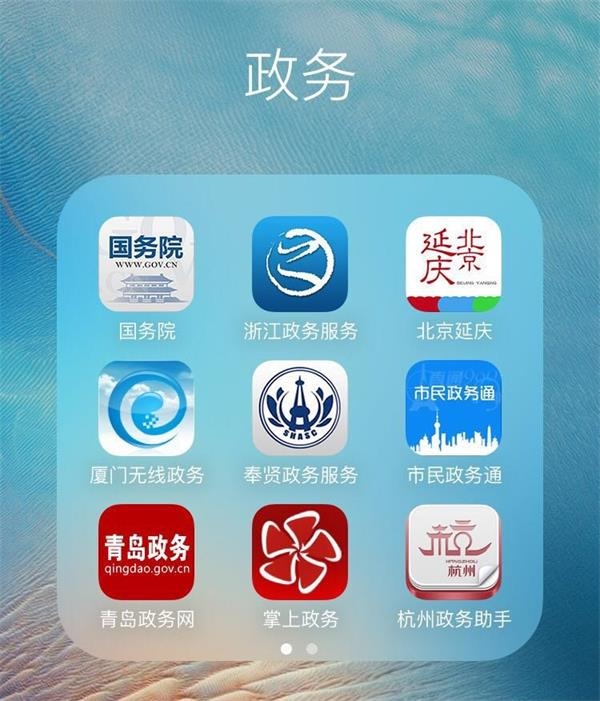 政务
国务院
WWW.GOV.CN
国务院
浙江政务服务
北京
延庆
BEIJING YANQING
北京延庆
厦门无线政务
SHASC
奉贤政务服务
市民政务通
市民政务通
青岛政务
qingdao.gov.cn
青岛政务网
掌上政务
HANGZHOU
杭州
杭州政务助手